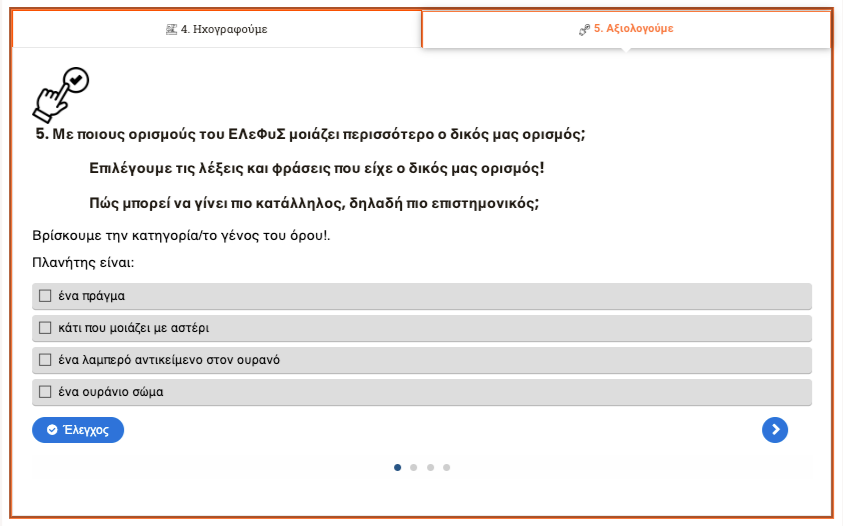 4. Ηχογραφούμε
5. Αξιολογούμε
5. Με ποιους ορισμούς του ΕΛεΦυΣ μοιάζει περισσότερο ο δικός μας ορισμός;
Επιλέγουμε τις λέξεις και φράσεις που είχε ο δικός μας ορισμός!
Πώς μπορεί να γίνει πιο κατάλληλος, δηλαδή πιο επιστημονικός;
Βρίσκουμε την κατηγορία/το γένος του όρου!.
Πλανήτης είναι:
ένα πράγμα
κάτι που μοιάζει με αστέρι
ένα λαμπερό αντικείμενο στον ουρανό
ένα ουράνιο σώμα
Έλεγχος